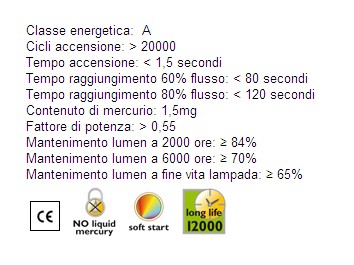 Classe energetica:  A
Cicli accensione: > 20000
Tempo accensione: < 1,5 secondi
Tempo raggiungimento 60% flusso: < 80 secondi
Tempo raggiungimento 80% flusso: < 120 secondi
Contenuto di mercurio: 1,5mg
Fattore di potenza: > 0,55
Mantenimento lumen a 2000 ore: ≥ 84%
Mantenimento lumen a 6000 ore: ≥ 70%
Mantenimento lumen a fine vita lampada: ≥ 65%
CE
NO liquid
mercury
soft start
long life
12000